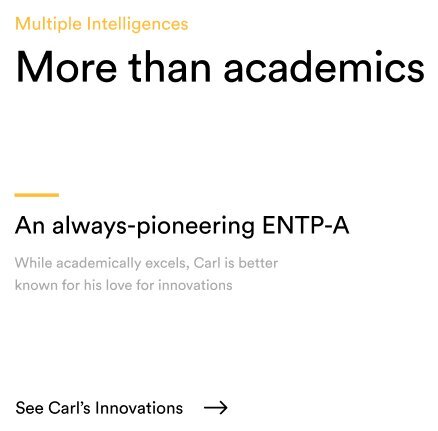 Multiple Intelligences
More than academics
An always-pioneering ENTP-A
While academically excels, Carl is better
known for his love for innovations
See Carl's Innovations